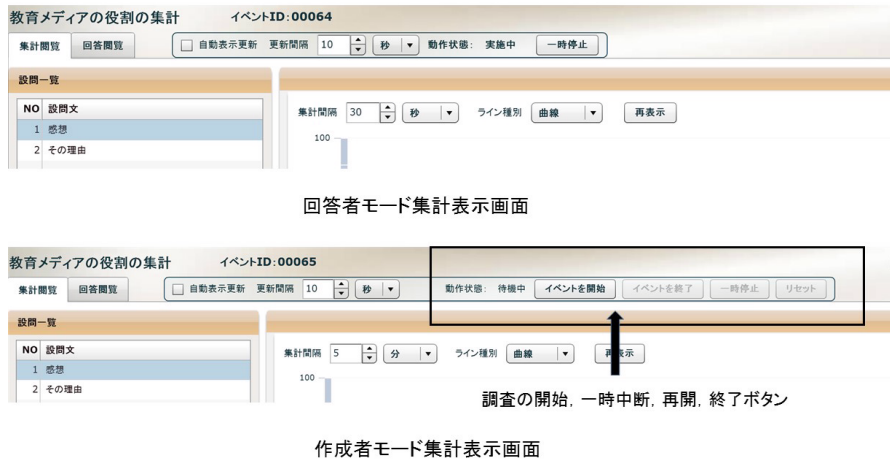 教育メディアの役割の集計 イベントID:00064
集計閲覧 回答閲覧 自動表示更新 更新間隔 10 秒 動作状態: 実施中 一時停止
設問一覧
NO 設問文
集計間隔 30 秒 ライン種別 曲線 再表示
1 感想
100
2 その理由
回答者モード集計表示画面
教育メディアの役割の集計 イベントID:00065
集計閲覧 回答閲覧 自動表示更新 更新間隔 10 秒 動作状態: 待機中 イベントを開始 イベントを終了 一時停止 リセット
設問一覧
NO 設問文
集計間隔 5 分 ライン種別 曲線 再表示
1 感想
100
2 その理由
調査の開始, 一時中断, 再開, 終了ボタン
作成者モード集計表示画面